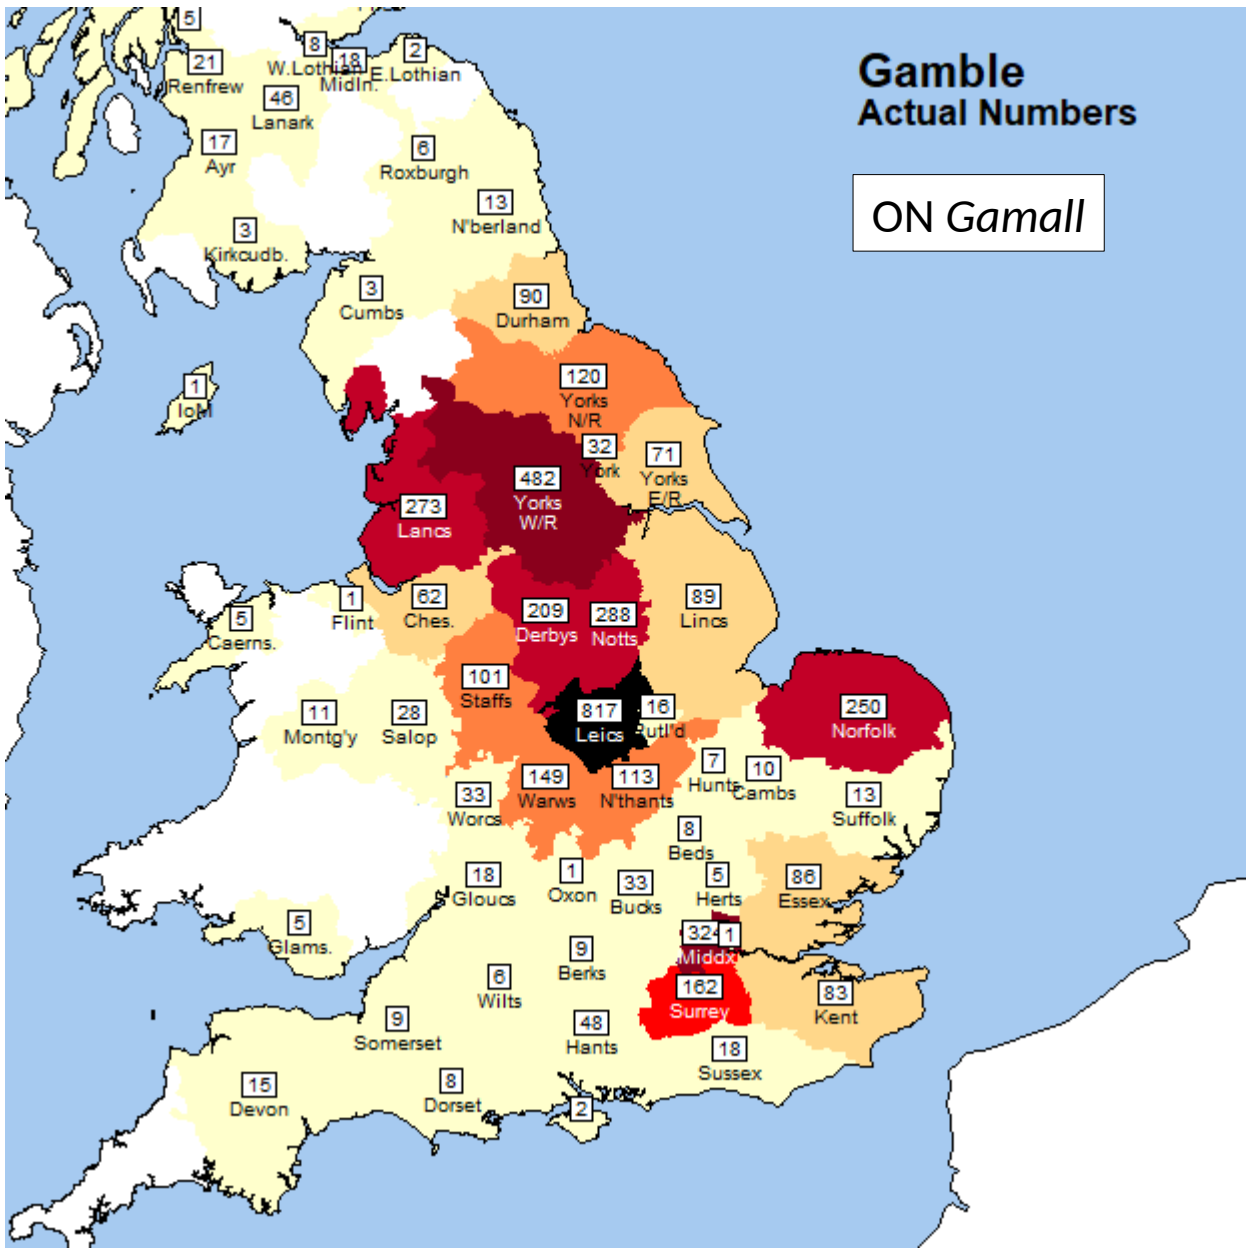 Gamble
Actual Numbers
ON Gamall
5
8
W.Lothian
18
Midln.
2
E.Lothian
21
Renfrew
46
Lanark
17
Ayr
6
Roxburgh
13
N'berland
3
Kirkcudb.
3
Cumbs
90
Durham
1
IoM
120
Yorks
N/R
32
York
71
Yorks
E/R
482
Yorks
W/R
273
Lancs
1
Flint
62
Ches.
209
Derbys
288
Notts
89
Lincs
5
Caerns.
101
Staffs
11
Montg'y
28
Salop
817
Leics
16
Rutl'd
250
Norfolk
33
Worcs
149
Warws
113
N'thants
7
Hunts
10
Cambs
13
Suffolk
8
Beds
18
Gloucs
1
Oxon
33
Bucks
5
Herts
86
Essex
5
Glams.
324
Middx
1
9
Berks
6
Wilts
162
Surrey
83
Kent
9
Somerset
48
Hants
18
Sussex
15
Devon
8
Dorset
2